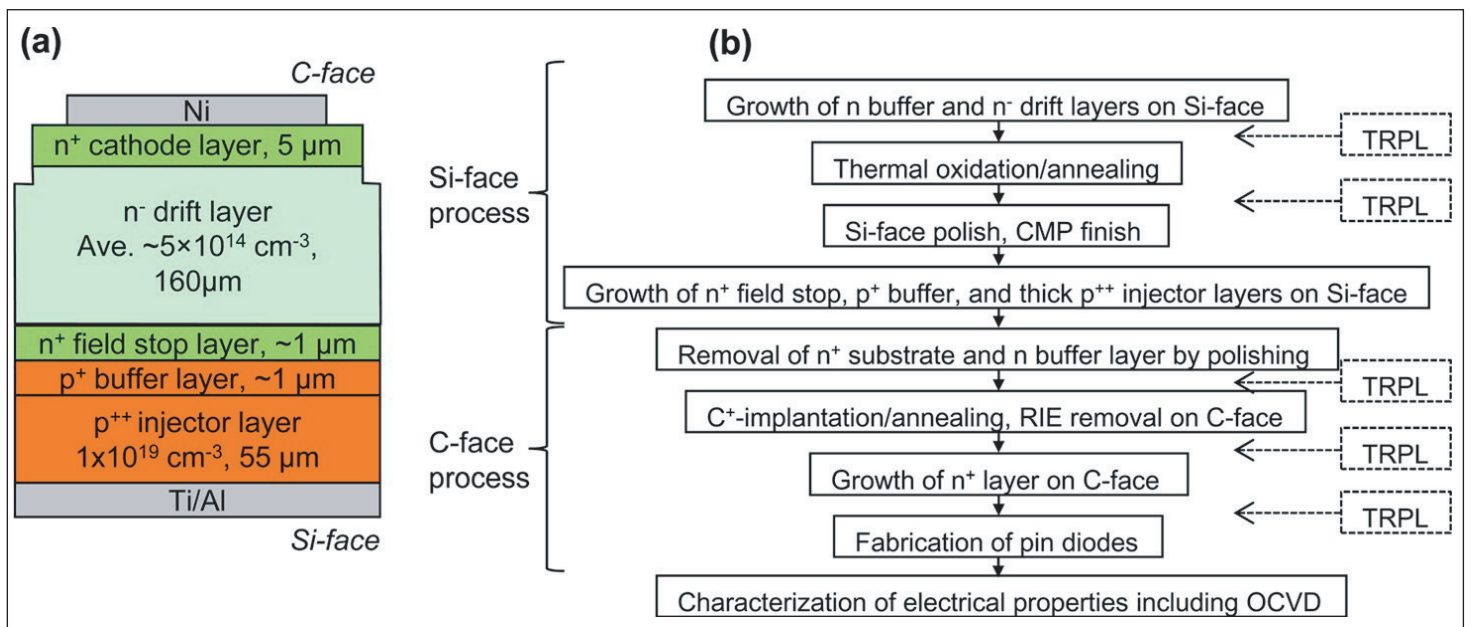 (a)
C-face
Ni
n⁺ cathode layer, 5 µm
n⁻ drift layer
Ave. ~5×10¹⁴ cm⁻³,
160µm
n⁺ field stop layer, ~1 µm
p⁺ buffer layer, ~1 µm
p⁺⁺ injector layer
1x10¹⁹ cm⁻³, 55 µm
Ti/Al
Si-face
(b)
Si-face
process
C-face
process
Growth of n buffer and n⁻ drift layers on Si-face
TRPL
Thermal oxidation/annealing
TRPL
Si-face polish, CMP finish
Growth of n⁺ field stop, p⁺ buffer, and thick p⁺⁺ injector layers on Si-face
Removal of n⁺ substrate and n buffer layer by polishing
TRPL
C⁺-implantation/annealing, RIE removal on C-face
TRPL
Growth of n⁺ layer on C-face
TRPL
Fabrication of pin diodes
Characterization of electrical properties including OCVD